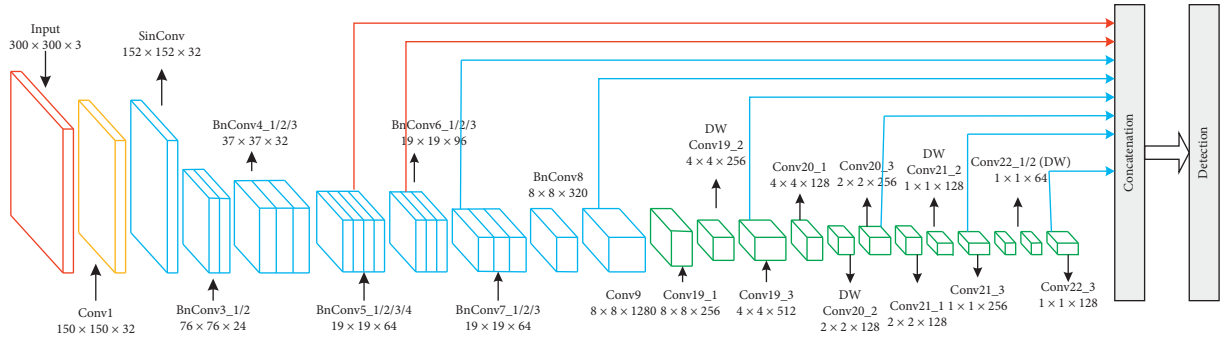 Input
300 × 300 × 3
SinConv
152 × 152 × 32
BnConv4_1/2/3
37 × 37 × 32
BnConv6_1/2/3
19 × 19 × 96
BnConv8
8 × 8 × 320
DW
Conv19_2
4 × 4 × 256
Conv20_1
4 × 4 × 128
Conv20_3
2 × 2 × 256
DW
Conv21_2
1 × 1 × 128
Conv22_1/2 (DW)
1 × 1 × 64
Concatenation
Detection
Conv1
150 × 150 × 32
BnConv3_1/2
76 × 76 × 24
BnConv5_1/2/3/4
19 × 19 × 64
BnConv7_1/2/3
19 × 19 × 64
Conv9
8 × 8 × 1280
Conv19_1
8 × 8 × 256
Conv19_3
4 × 4 × 512
DW
Conv20_2
2 × 2 × 128
Conv21_1
2 × 2 × 128
Conv21_3
1 × 1 × 256
Conv22_3
1 × 1 × 128